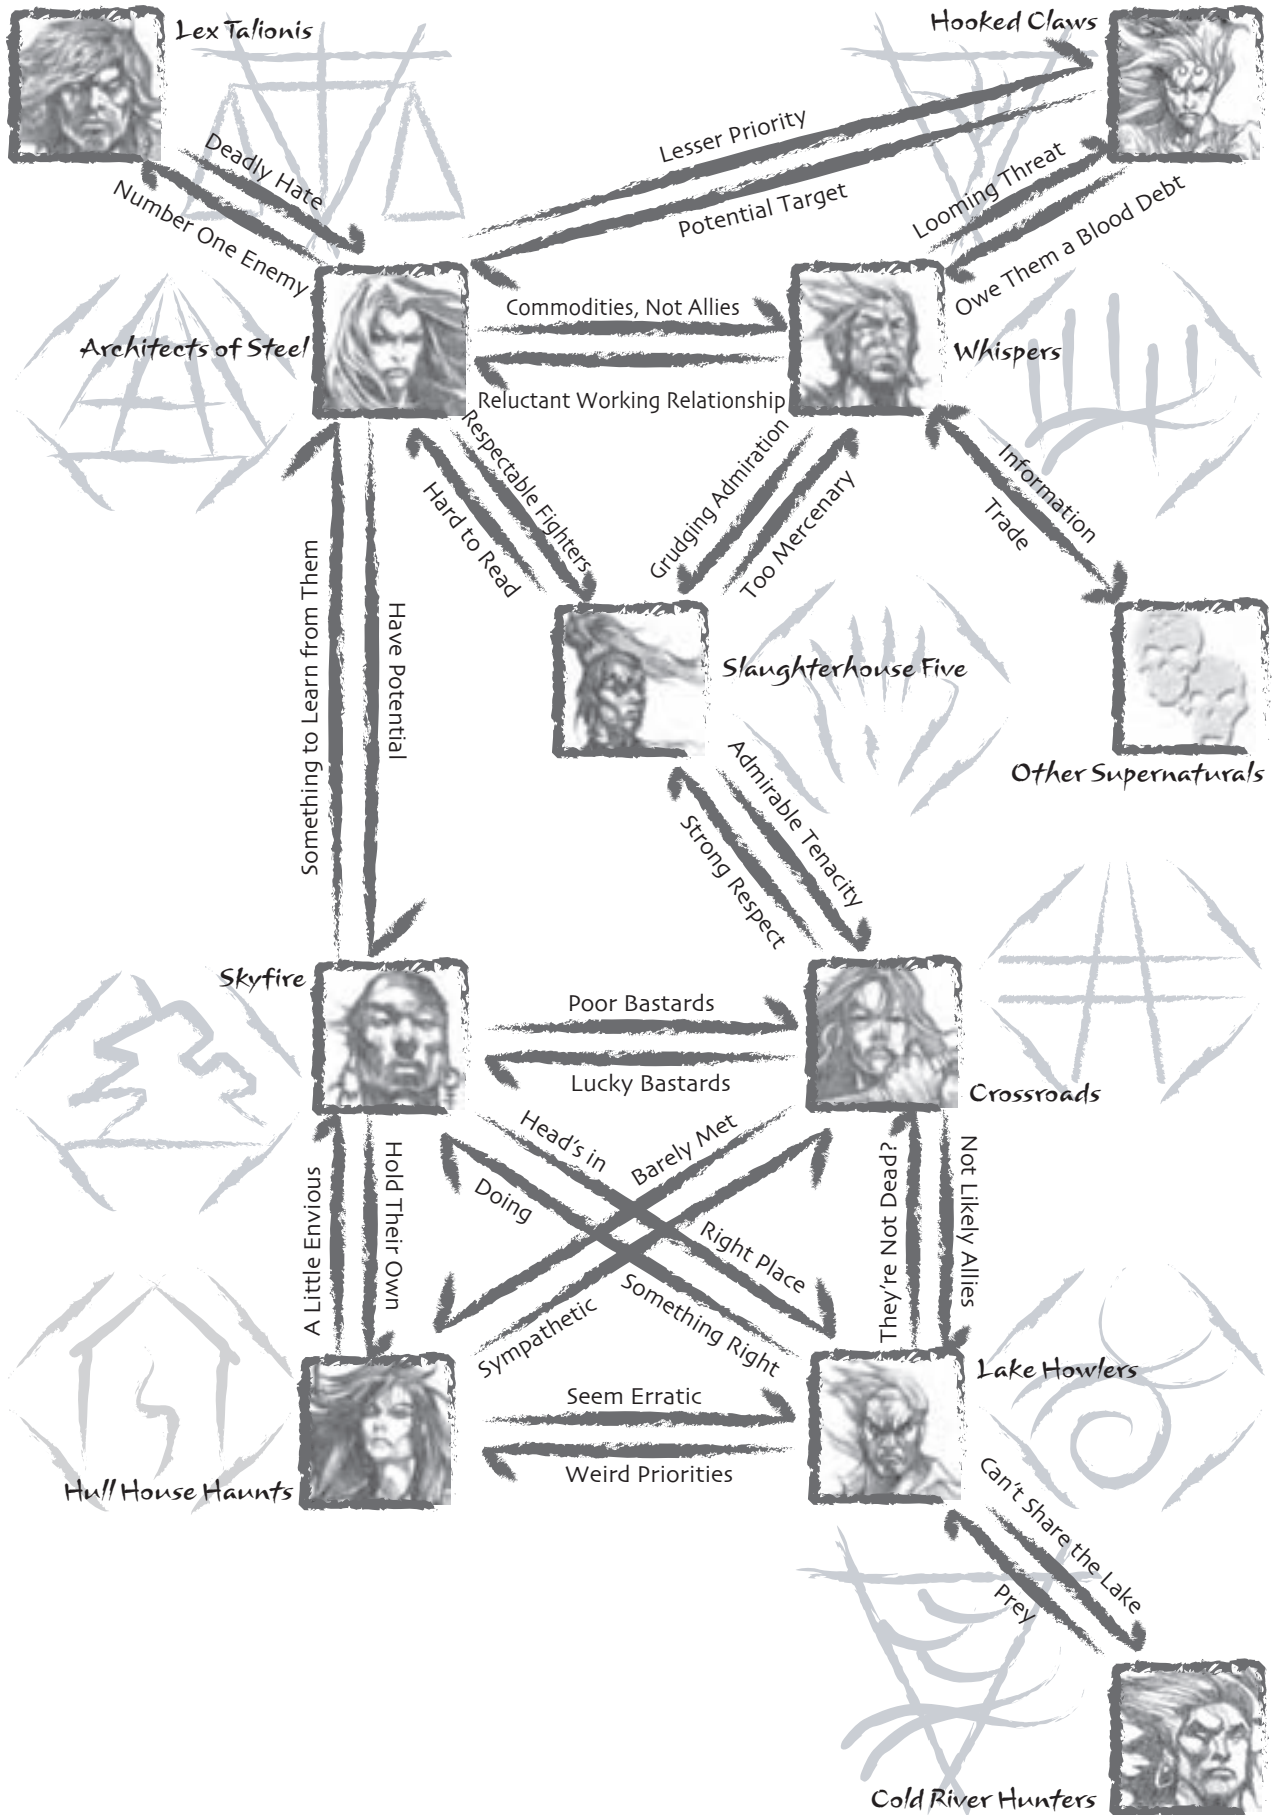 Lex Talionis
Hooked Claws
Deadly Hate
Number One Enemy
Lesser Priority
Potential Target
Looming Threat
Owe Them a Blood Debt
Architects of Steel
Commodities, Not Allies
Reluctant Working Relationship
Whispers
Respectable Fighters
Hard to Read
Grudging Admiration
Too Mercenary
Information
Trade
Something to Learn from Them
Have Potential
Slaughterhouse Five
Other Supernaturals
Admirable Tenacity
Strong Respect
Skyfire
Poor Bastards
Lucky Bastards
Crossroads
Head's in
Right Place
Doing
Something Right
Barely Met
Sympathetic
A Little Envious
Hold Their Own
They're Not Dead?
Not Likely Allies
Lake Howlers
Seem Erratic
Weird Priorities
Hull House Haunts
Can't Share the Lake
Prey
Cold River Hunters